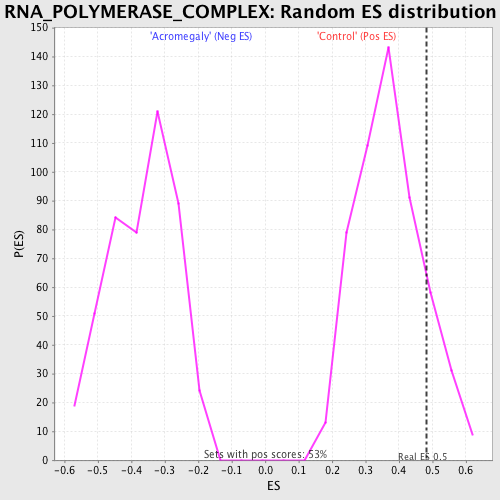 RNA_POLYMERASE_COMPLEX: Random ES distribution
'Acromegaly' (Neg ES) 'Control' (Pos ES)
150
140
130
120
110
100
90
80
70
60
50
40
30
20
10
0
P(ES)
Sets with pos scores: 53%
Real ES 0.5
-0.6 -0.5 -0.4 -0.3 -0.2 -0.1 0.0 0.1 0.2 0.3 0.4 0.5 0.6
ES